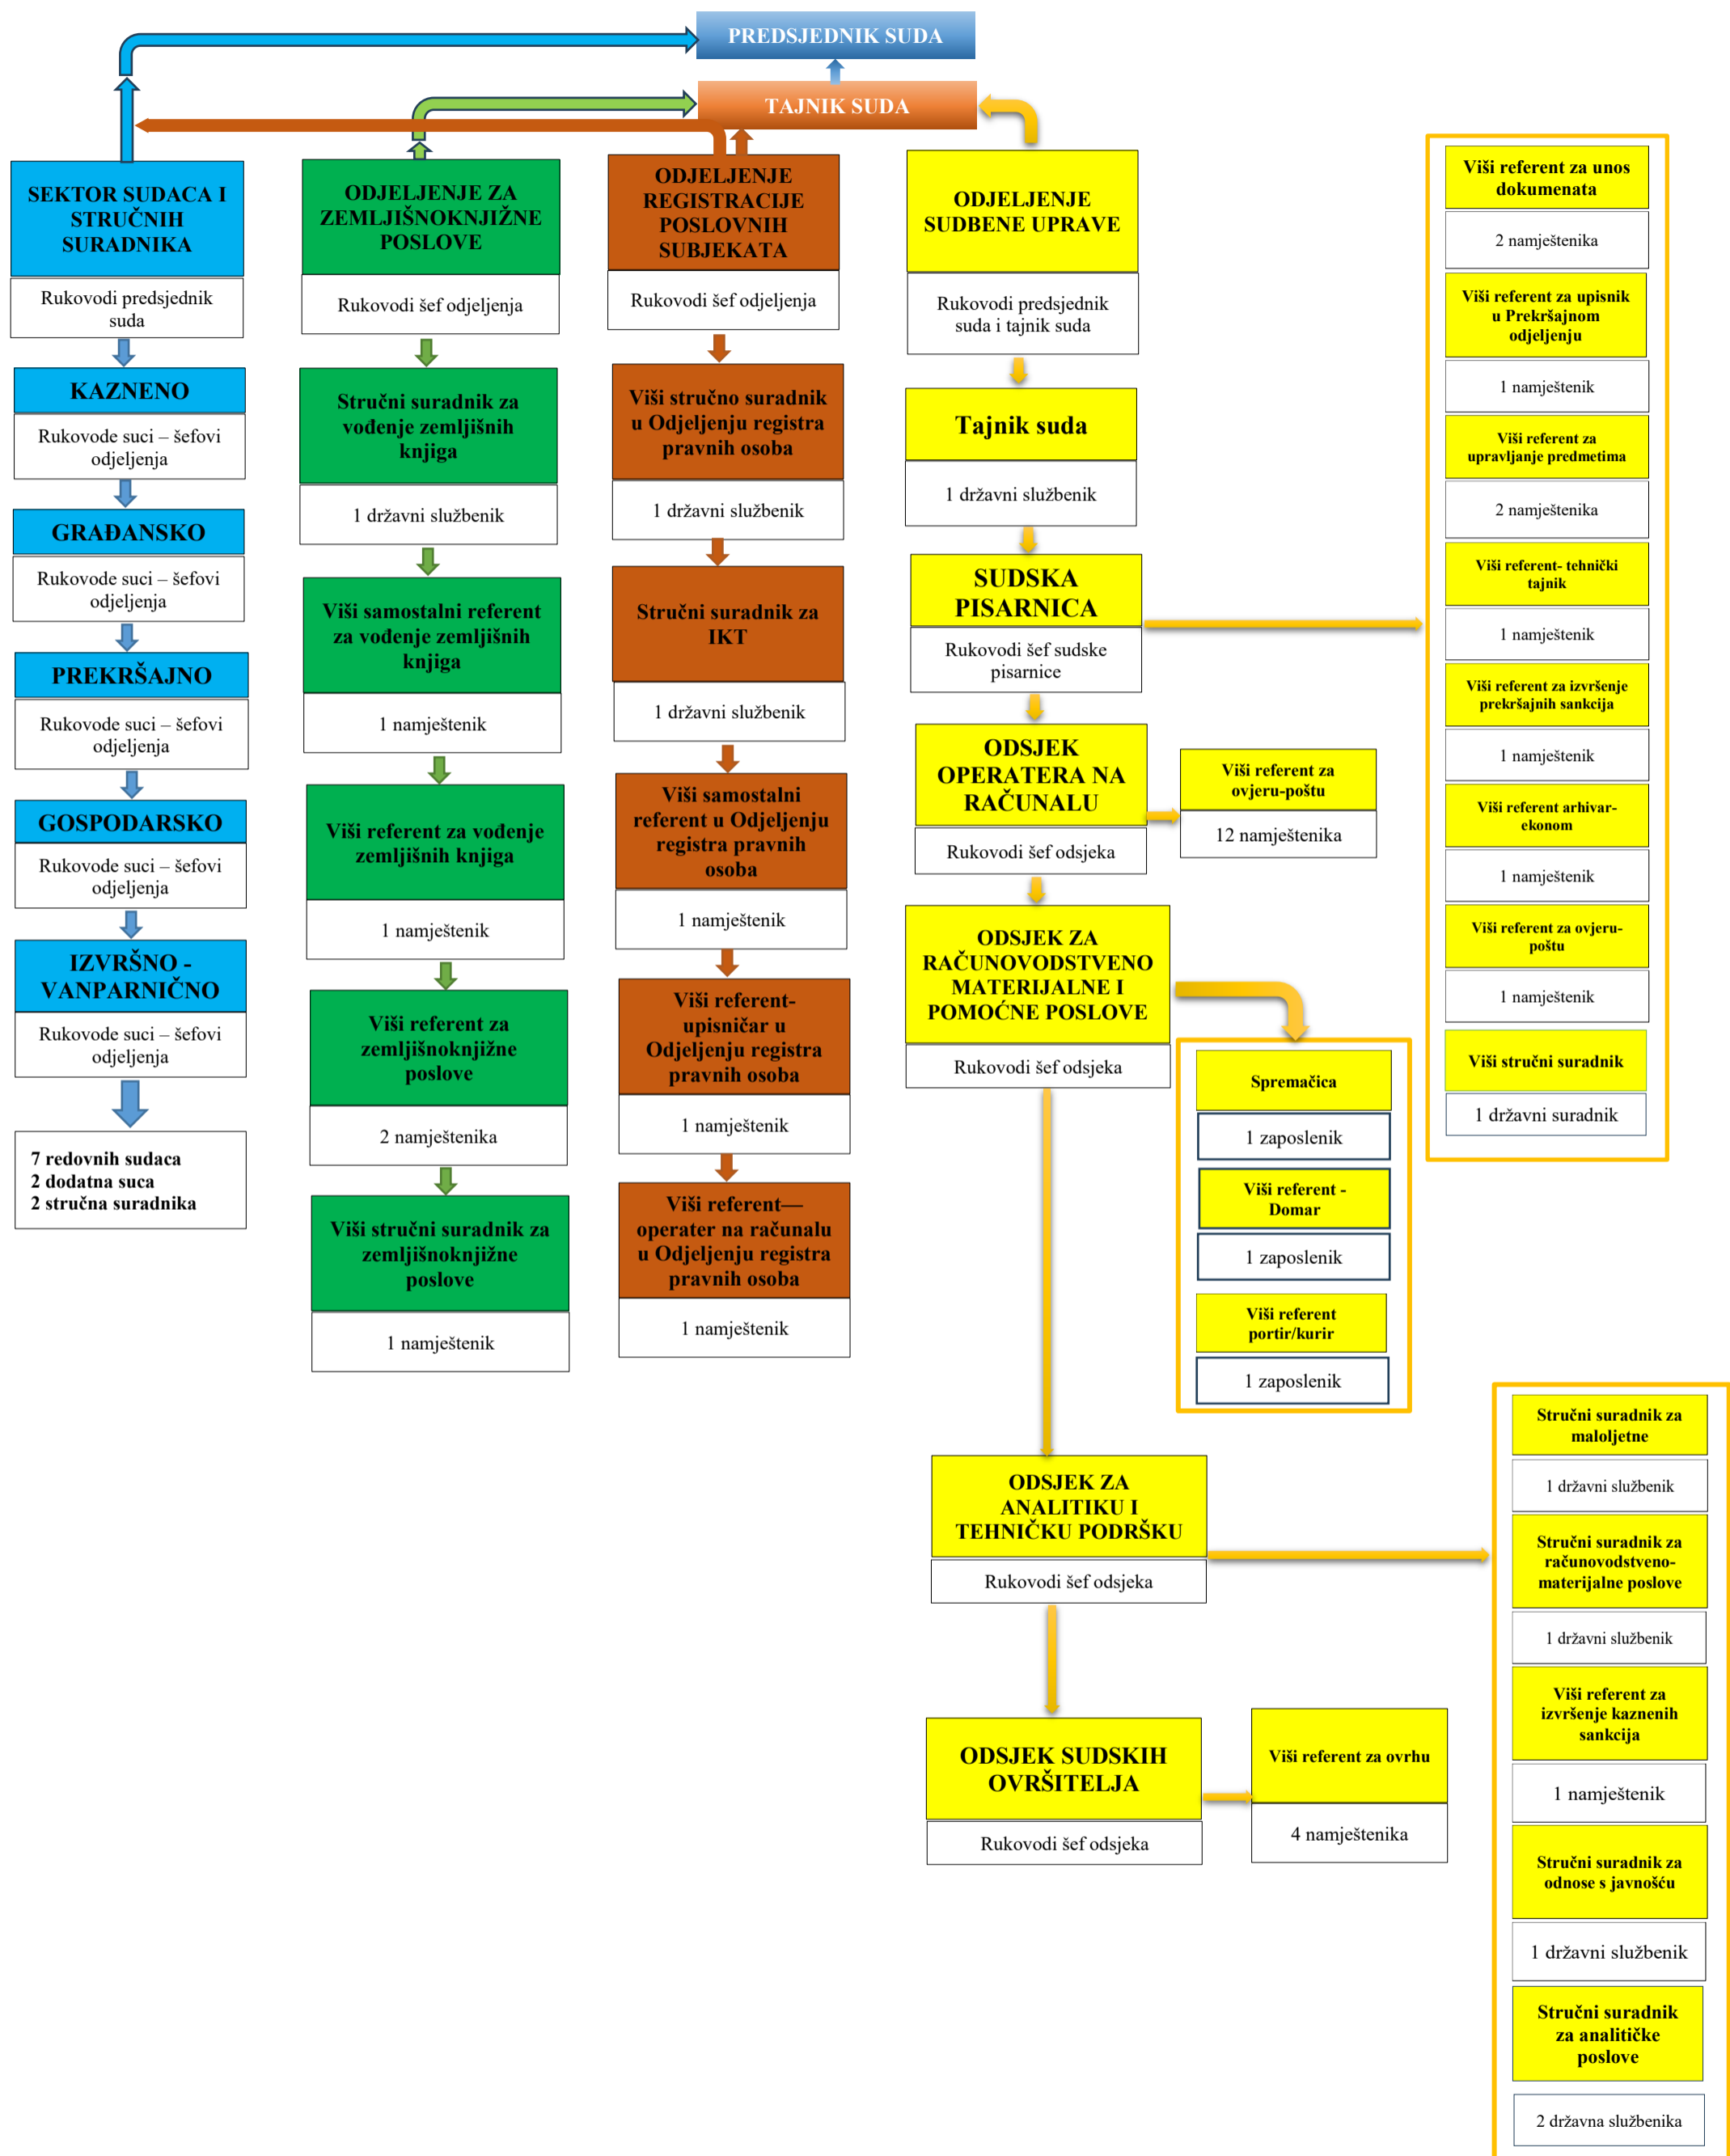 PREDSJEDNIK SUDA
TAJNIK SUDA
SEKTOR SUDACA I
STRUČNIH
SURADNIKA
Rukovodi predsjednik
suda
KAZNENO
Rukovode suci – šefovi
odjeljenja
GRAĐANSKO
Rukovode suci – šefovi
odjeljenja
PREKRŠAJNO
Rukovode suci – šefovi
odjeljenja
GOSPODARSKO
Rukovode suci – šefovi
odjeljenja
IZVRŠNO -
VANPARNIČNO
Rukovode suci – šefovi
odjeljenja
7 redovnih sudaca
2 dodatna suca
2 stručna suradnika
ODJELJENJE ZA
ZEMLJIŠNOKNJIŽNE
POSLOVE
Rukovodi šef odjeljenja
Stručni suradnik za
vođenje zemljišnih
knjiga
1 državni službenik
Viši samostalni referent
za vođenje zemljišnih
knjiga
1 namještenik
Viši referent za vođenje
zemljišnih knjiga
1 namještenik
Viši referent za
zemljišnoknjižne
poslove
2 namještenika
Viši stručni suradnik za
zemljišnoknjižne
poslove
1 namještenik
ODJELJENJE
REGISTRACIJE
POSLOVNIH
SUBJEKATA
Rukovodi šef odjeljenja
Viši stručno suradnik
u Odjeljenju registra
pravnih osoba
1 državni službenik
Stručni suradnik za
IKT
1 državni službenik
Viši samostalni
referent u Odjeljenju
registra pravnih
osoba
1 namještenik
Viši referent-
upisničar u
Odjeljenju registra
pravnih osoba
1 namještenik
Viši referent—
operater na računalu
u Odjeljenju registra
pravnih osoba
1 namještenik
ODJELJENJE
SUDBENE UPRAVE
Rukovodi predsjednik
suda i tajnik suda
Tajnik suda
1 državni službenik
SUDSKA
PISARNICA
Rukovodi šef sudske
pisarnice
ODSJEK
OPERATERA NA
RAČUNALU
Rukovodi šef odsjeka
Viši referent za
ovjeru-poštu
12 namještenika
ODSJEK ZA
RAČUNOVODSTVENO
MATERIJALNE I
POMOĆNE POSLOVE
Rukovodi šef odsjeka
Spremačica
1 zaposlenik
Viši referent -
Domar
1 zaposlenik
Viši referent
portir/kurir
1 zaposlenik
ODSJEK ZA
ANALITIKU I
TEHNIČKU PODRŠKU
Rukovodi šef odsjeka
ODSJEK SUDSKIH
OVRŠITELJA
Rukovodi šef odsjeka
Viši referent za ovrhu
4 namještenika
Viši referent za unos
dokumenata
2 namještenika
Viši referent za upisnik
u Prekršajnom
odjeljenju
1 namještenik
Viši referent za
upravljanje predmetima
2 namještenika
Viši referent- tehnički
tajnik
1 namještenik
Viši referent za izvršenje
prekršajnih sankcija
1 namještenik
Viši referent arhivar-
ekonom
1 namještenik
Viši referent za ovjeru-
poštu
1 namještenik
Viši stručni suradnik
1 državni suradnik
Stručni suradnik za
maloljetne
1 državni službenik
Stručni suradnik za
računovodstveno-
materijalne poslove
1 državni službenik
Viši referent za
izvršenje kaznenih
sankcija
1 namještenik
Stručni suradnik za
odnose s javnošću
1 državni službenik
Stručni suradnik
za analitičke
poslove
2 državna službenika